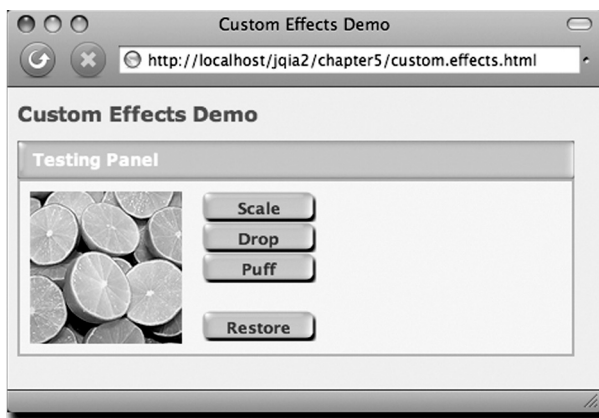 Custom Effects Demo
http://localhost/jqia2/chapter5/custom.effects.html
Custom Effects Demo
Testing Panel
Scale
Drop
Puff
Restore